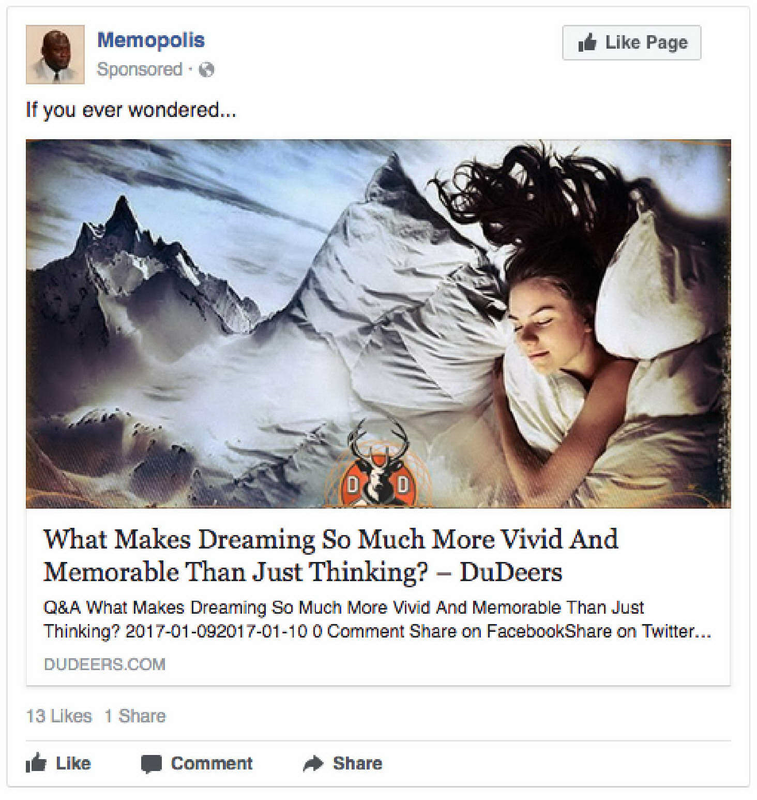 Memopolis
Like Page
Sponsored ·
If you ever wondered...
D D
What Makes Dreaming So Much More Vivid And
Memorable Than Just Thinking? – DuDeers
Q&A What Makes Dreaming So Much More Vivid And Memorable Than Just
Thinking? 2017-01-092017-01-10 0 Comment Share on FacebookShare on Twitter...
DUDEERS.COM
13 Likes 1 Share
Like Comment Share